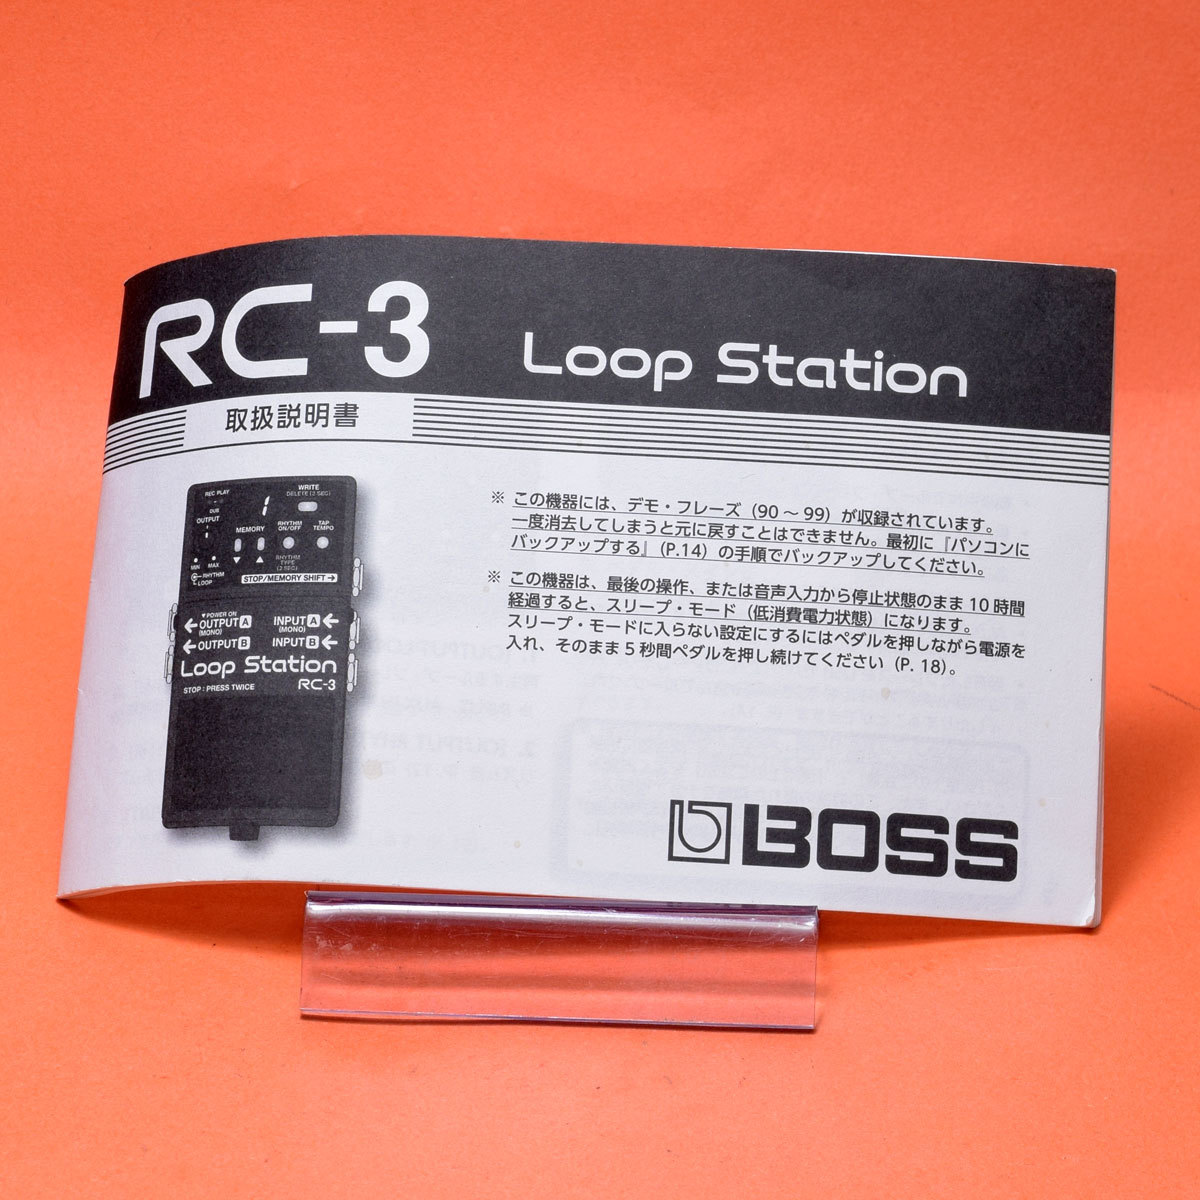 RC-3 Loop Station
取扱説明書
※ この機器には、デモ・フレーズ（90～99）が収録されています。
一度消去してしまうと元に戻すことはできません。最初に『パソコンに
バックアップする』（P.14）の手順でバックアップしてください。
※ この機器は、最後の操作、または音声入力から停止状態のまま10時間
経過すると、スリープ・モード（低消費電力状態）になります。
スリープ・モードに入らない設定にするにはペダルを押しながら電源を
入れ、そのまま5秒間ペダルを押し続けてください（P. 18）。
REC PLAY
DUB
WRITE
DELETE (2 SEC)
OUTPUT
1
MEMORY
RHYTHM ON/OFF
TAP TEMPO
MIN MAX
RHYTHM
LOOP
▼ ▲
RHYTHM TYPE (2 SEC)
STOP/MEMORY SHIFT→
▼POWER ON
←OUTPUT A
(MONO)
INPUT A←
(MONO)
←OUTPUT B
INPUT B←
Loop Station
RC-3
STOP : PRESS TWICE
BOSS